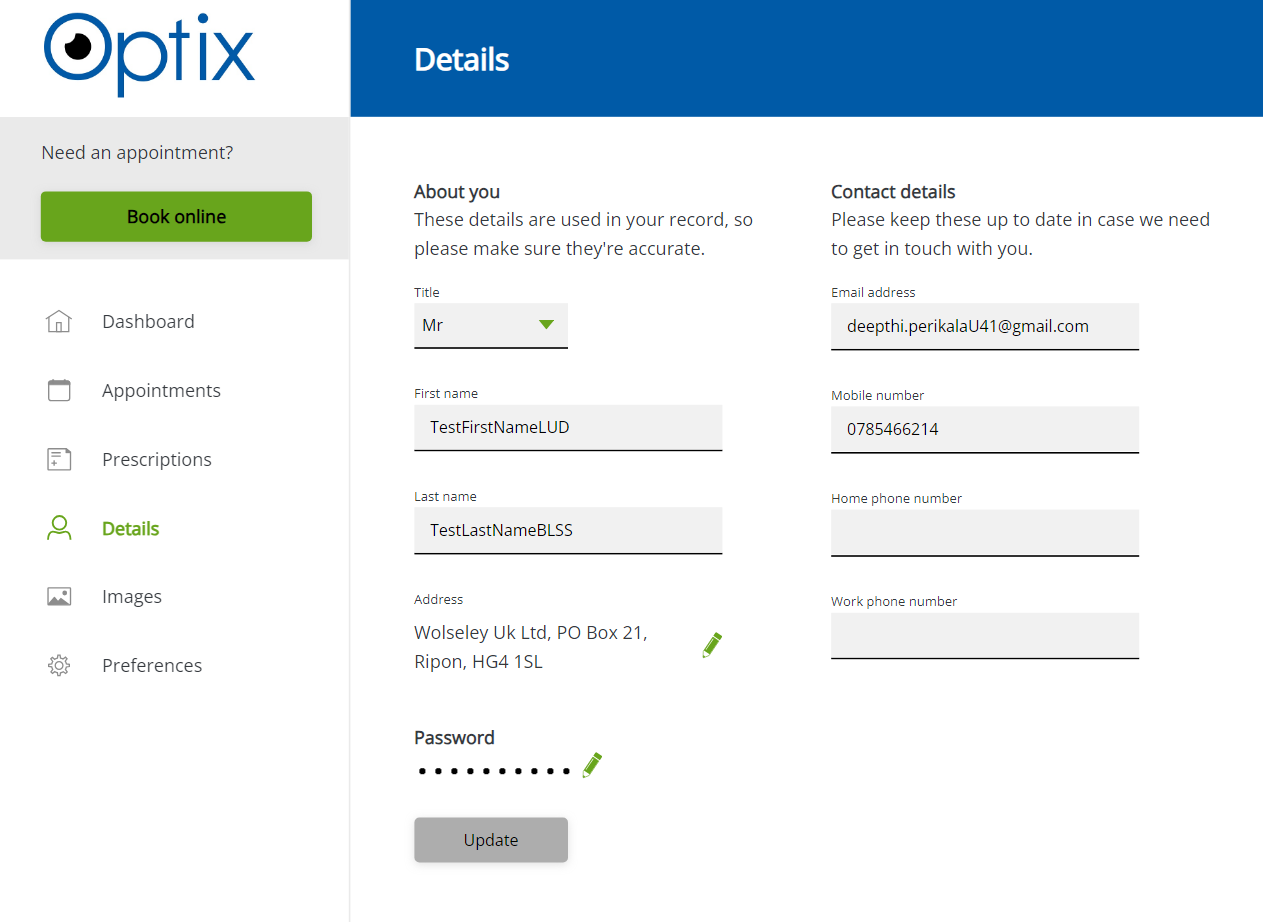 Optix
Details
Need an appointment?
Book online
Dashboard
Appointments
Prescriptions
Details
Images
Preferences
About you
These details are used in your record, so
please make sure they're accurate.
Title
Mr
First name
TestFirstNameLUD
Last name
TestLastNameBLSS
Address
Wolseley Uk Ltd, PO Box 21,
Ripon, HG4 1SL
Password
Update
Contact details
Please keep these up to date in case we need
to get in touch with you.
Email address
deepthi.perikalaU41@gmail.com
Mobile number
0785466214
Home phone number
Work phone number